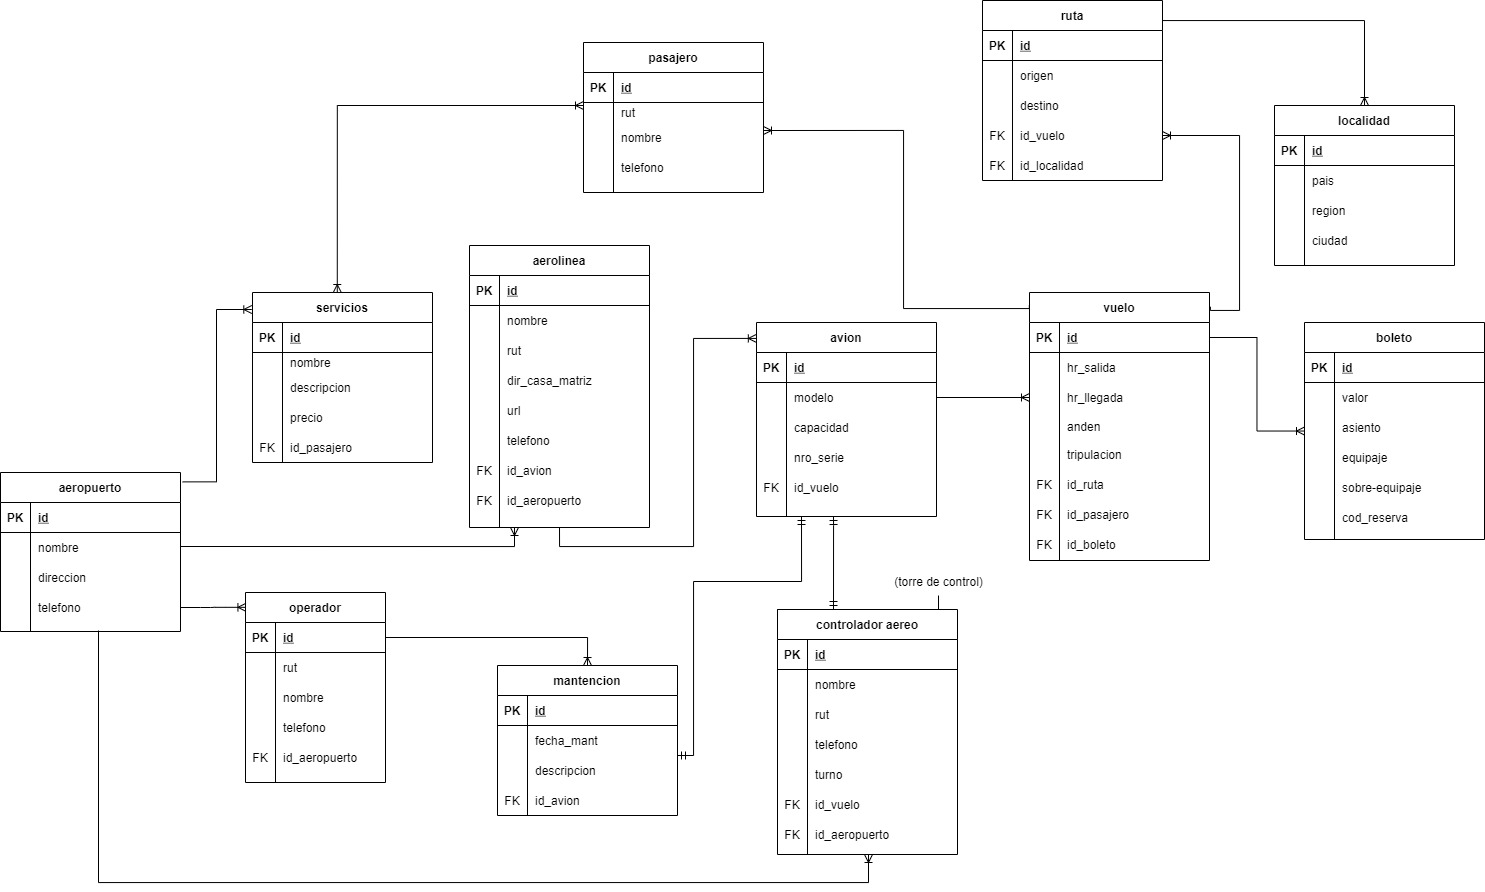 ruta
PK id
origen
destino
FK id_vuelo
FK id_localidad
pasajero
PK id
rut
nombre
telefono
localidad
PK id
pais
region
ciudad
aerolinea
PK id
nombre
rut
dir_casa_matriz
url
telefono
FK id_avion
FK id_aeropuerto
servicios
PK id
nombre
descripcion
precio
FK id_pasajero
avion
PK id
modelo
capacidad
nro_serie
FK id_vuelo
vuelo
PK id
hr_salida
hr_llegada
anden
tripulacion
FK id_ruta
FK id_pasajero
FK id_boleto
boleto
PK id
valor
asiento
equipaje
sobre-equipaje
cod_reserva
aeropuerto
PK id
nombre
direccion
telefono
operador
PK id
rut
nombre
telefono
FK id_aeropuerto
mantencion
PK id
fecha_mant
descripcion
FK id_avion
(torre de control)
controlador aereo
PK id
nombre
rut
telefono
turno
FK id_vuelo
FK id_aeropuerto